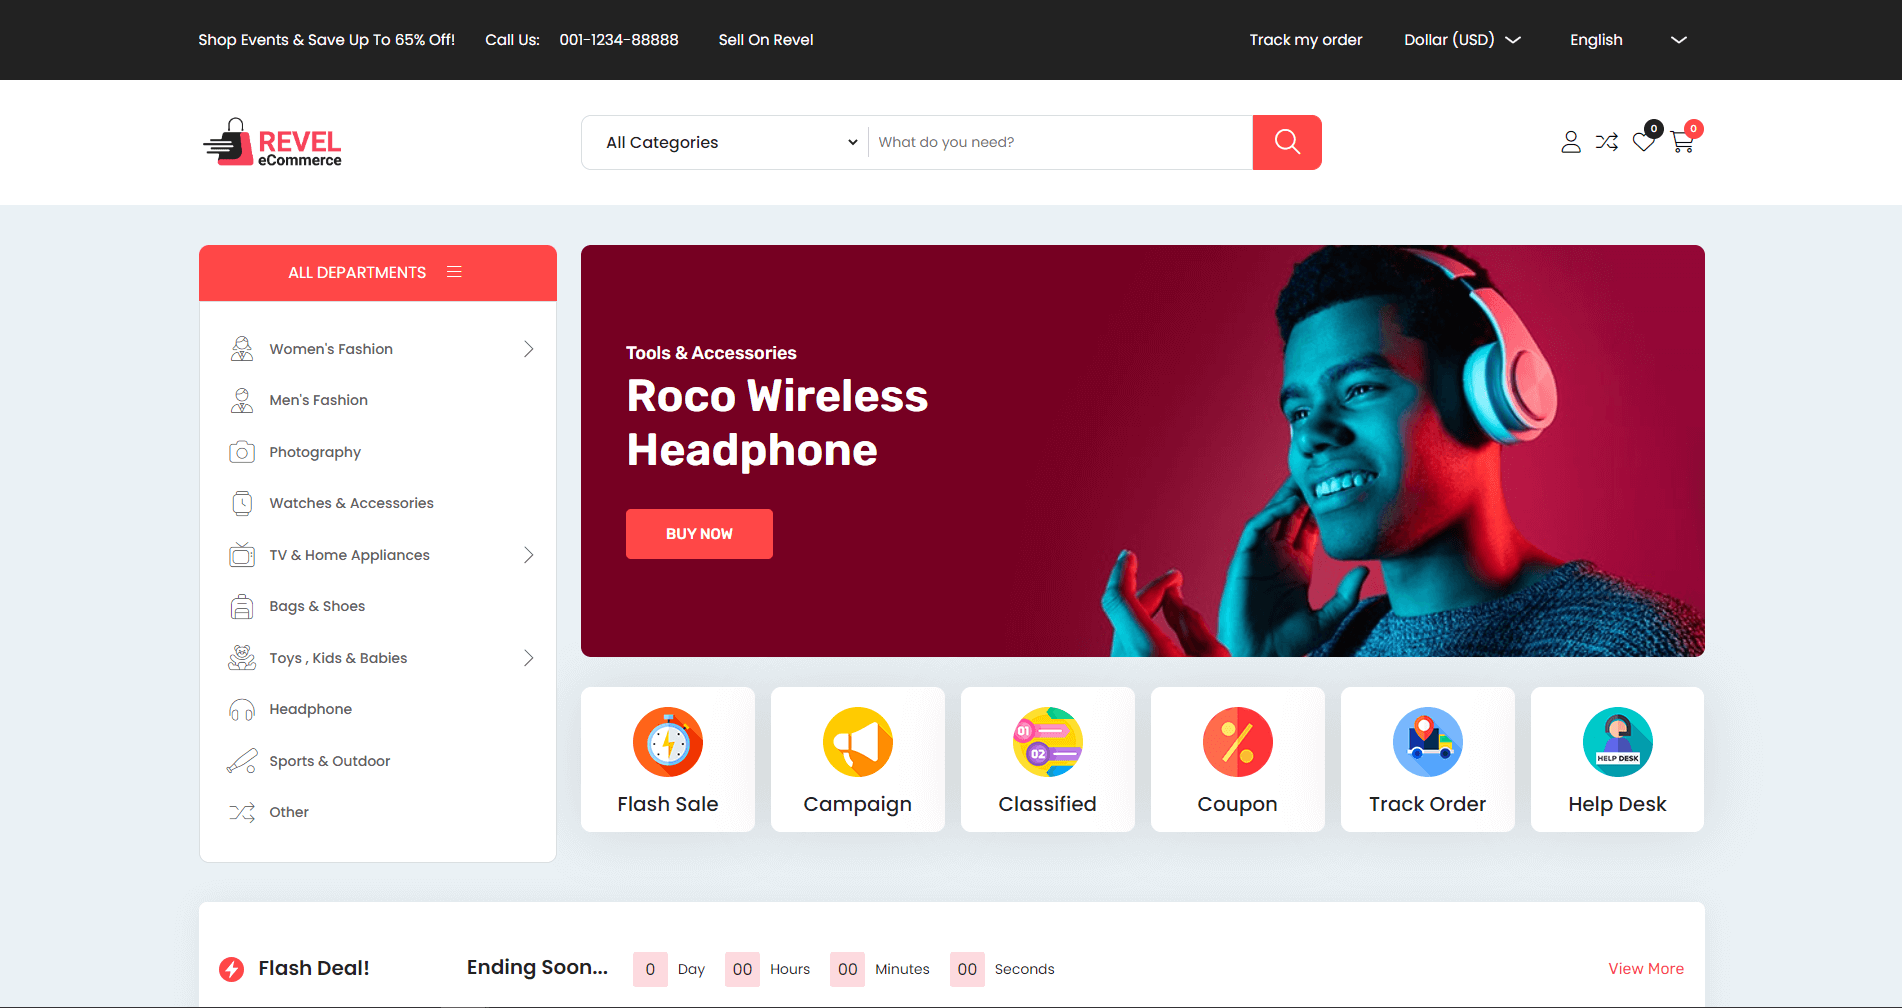 Shop Events & Save Up To 65% Off! Call Us: 001-1234-88888 Sell On Revel Track my order Dollar (USD) English
REVEL
eCommerce
All Categories What do you need? 0 0
ALL DEPARTMENTS
Women's Fashion
Men's Fashion
Photography
Watches & Accessories
TV & Home Appliances
Bags & Shoes
Toys , Kids & Babies
Headphone
Sports & Outdoor
Other
Tools & Accessories
Roco Wireless
Headphone
BUY NOW
01
02
HELP DESK
Flash Sale Campaign Classified Coupon Track Order Help Desk
Flash Deal! Ending Soon... 0 Day 00 Hours 00 Minutes 00 Seconds View More